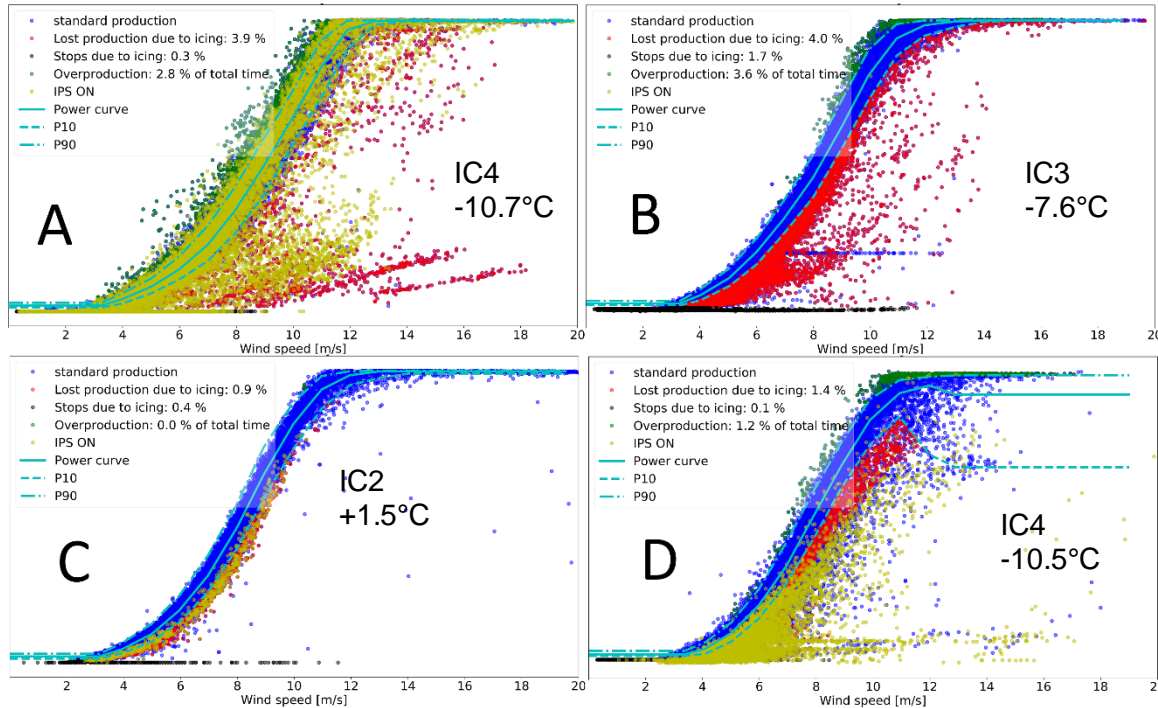 standard production
Lost production due to icing: 3.9 %
Stops due to icing: 0.3 %
Overproduction: 2.8 % of total time
IPS ON
Power curve
P10
P90
IC4
-10.7°C
A
2 4 6 8 10 12 14 16 18 20
Wind speed [m/s]
standard production
Lost production due to icing: 4.0 %
Stops due to icing: 1.7 %
Overproduction: 3.6 % of total time
IPS ON
Power curve
P10
P90
IC3
-7.6°C
B
2 4 6 8 10 12 14 16 18 20
Wind speed [m/s]
standard production
Lost production due to icing: 0.9 %
Stops due to icing: 0.4 %
Overproduction: 0.0 % of total time
IPS ON
Power curve
P10
P90
IC2
+1.5°C
C
2 4 6 8 10 12 14 16 18 20
Wind speed [m/s]
standard production
Lost production due to icing: 1.4 %
Stops due to icing: 0.1 %
Overproduction: 1.2 % of total time
IPS ON
Power curve
P10
P90
IC4
-10.5°C
D
2 4 6 8 10 12 14 16 18 20
Wind speed [m/s]